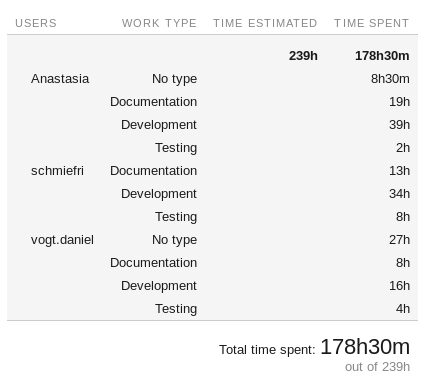 USERS WORK TYPE TIME ESTIMATED TIME SPENT
239h 178h30m
Anastasia No type 8h30m
Documentation 19h
Development 39h
Testing 2h
schmiefri Documentation 13h
Development 34h
Testing 8h
vogt.daniel No type 27h
Documentation 8h
Development 16h
Testing 4h
Total time spent: 178h30m
out of 239h